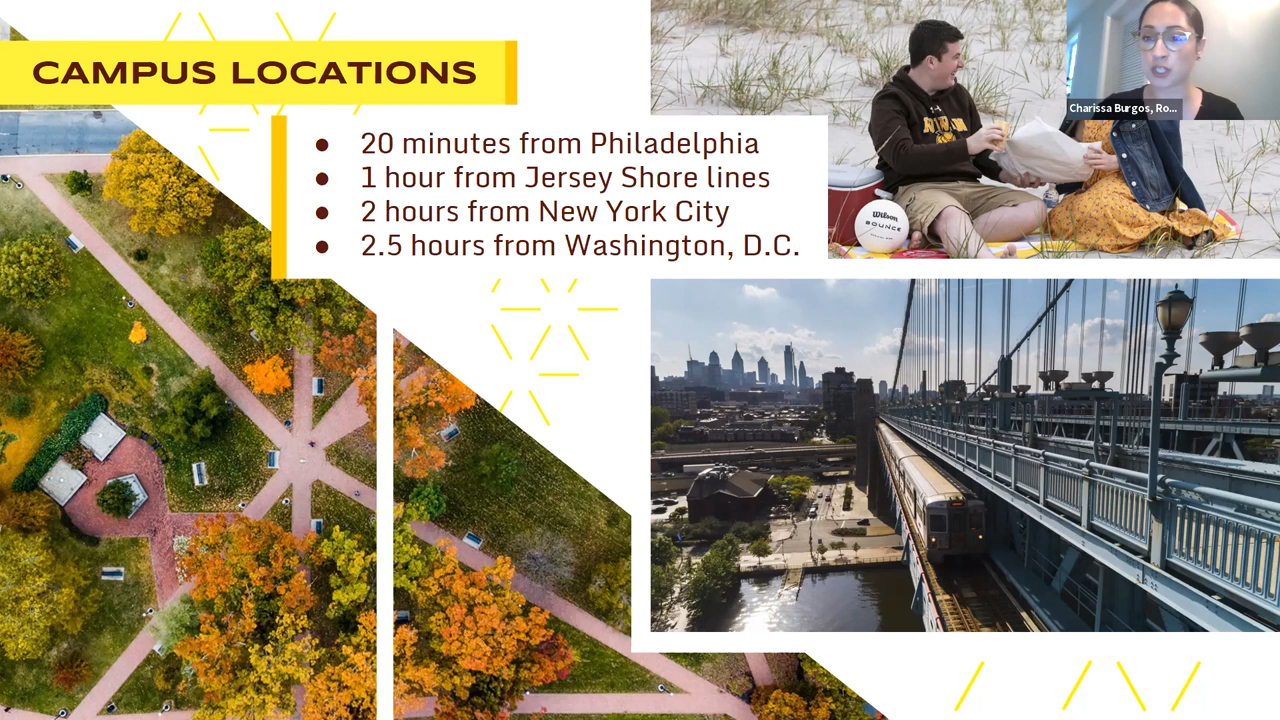 CAMPUS LOCATIONS
● 20 minutes from Philadelphia
● 1 hour from Jersey Shore lines
● 2 hours from New York City
● 2.5 hours from Washington, D.C.
Charissa Burgos, Ro...
Wilson
BOUNCE